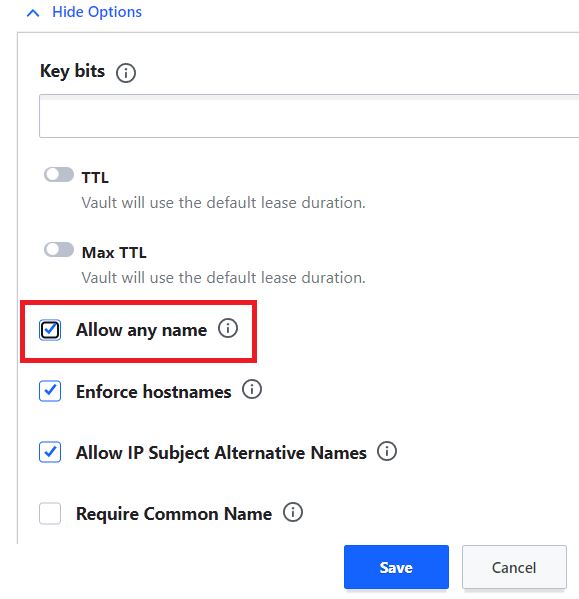 Hide Options
Key bits
TTL
Vault will use the default lease duration.
Max TTL
Vault will use the default lease duration.
Allow any name
Enforce hostnames
Allow IP Subject Alternative Names
Require Common Name
Save Cancel